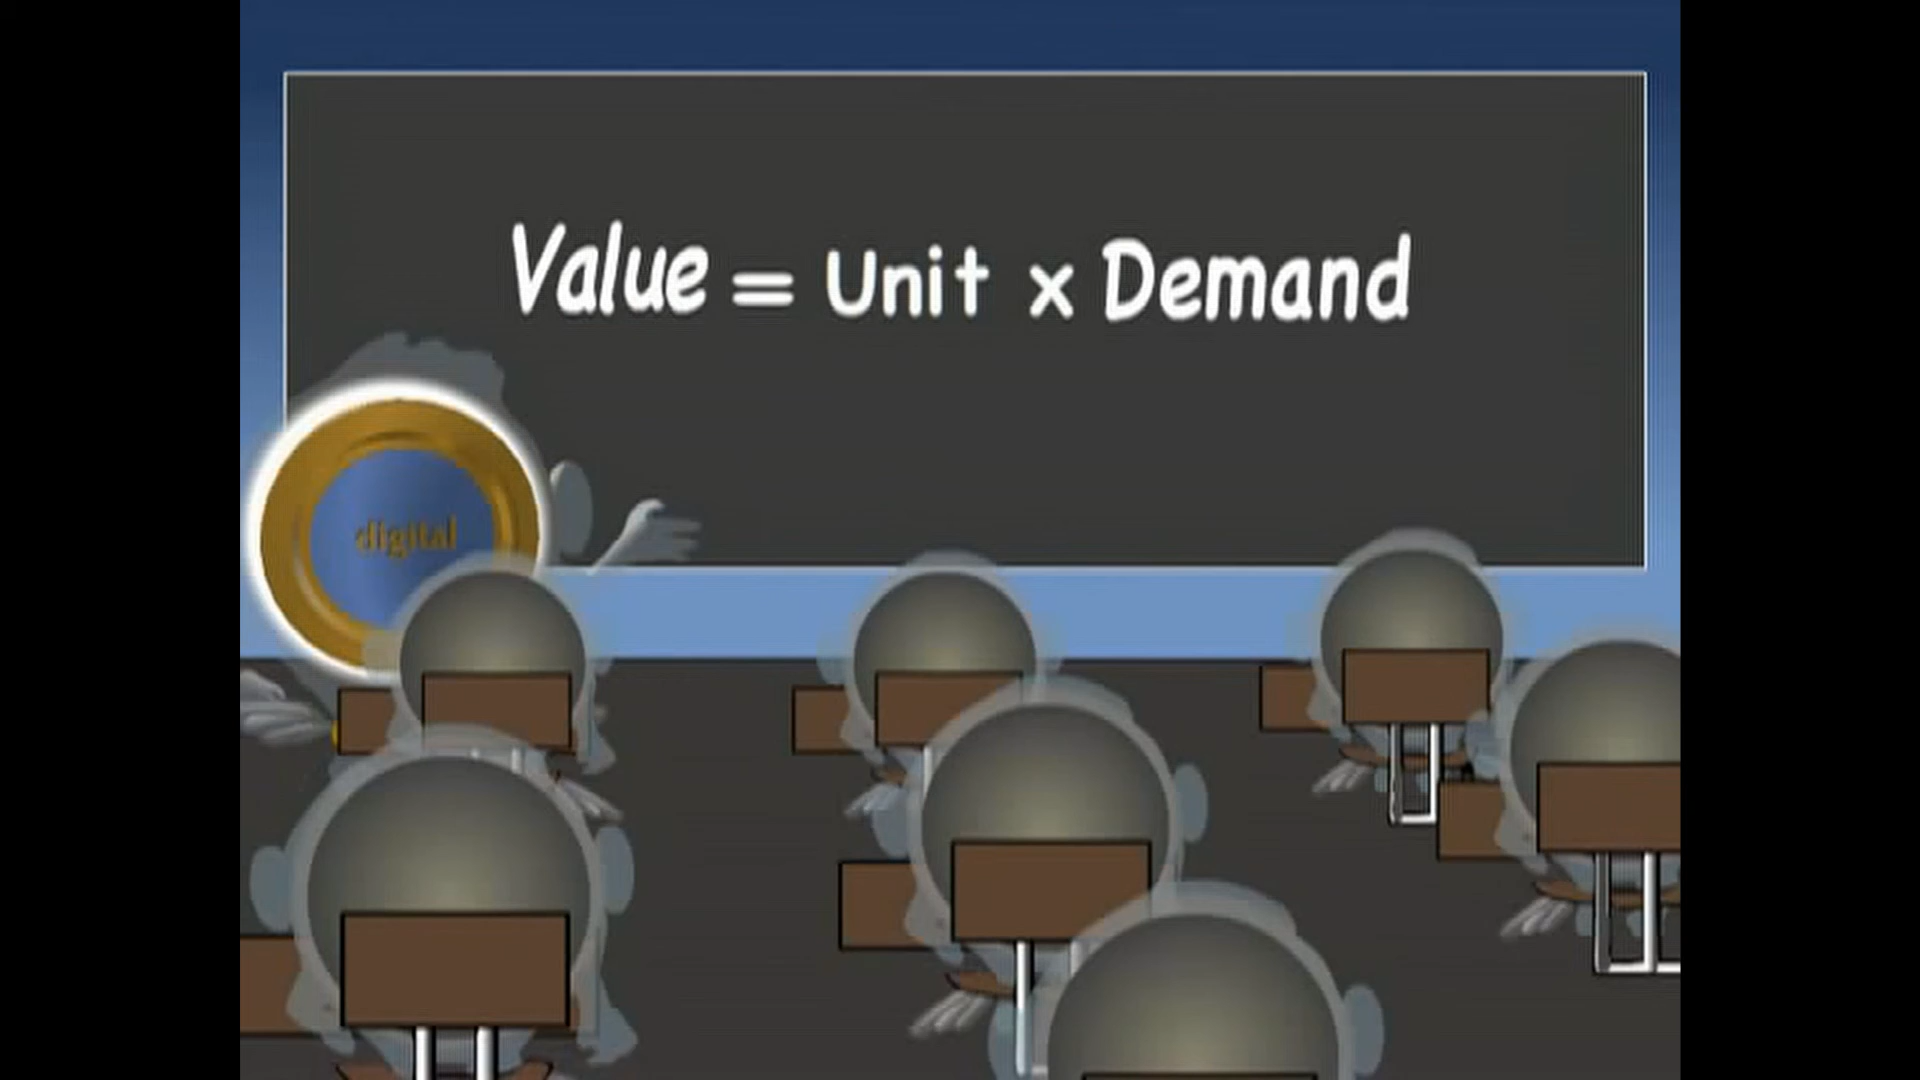 Value = Unit x Demand
digital